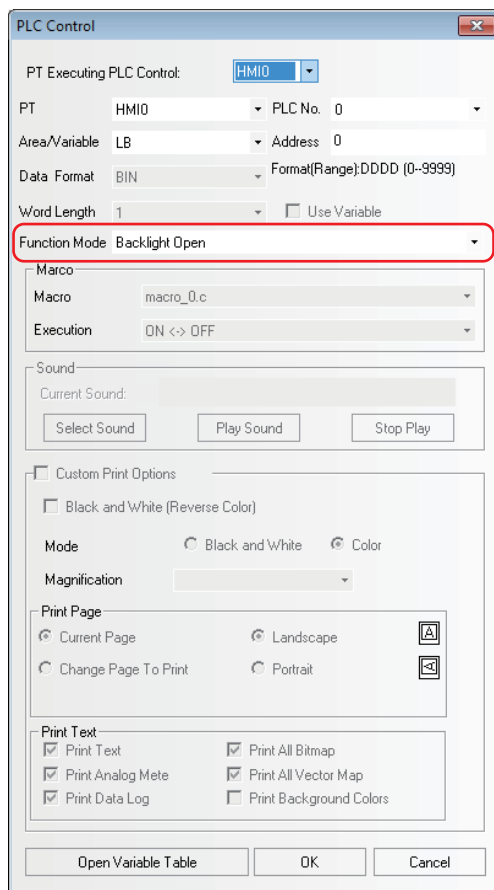 PLC Control
PT Executing PLC Control: HMI0
PT HMI0 PLC No. 0
Area/Variable LB Address 0
Data Format BIN Format(Range):DDDD (0--9999)
Word Length 1 Use Variable
Function Mode Backlight Open
Marco
Macro macro_0.c
Execution ON <-> OFF
Sound
Current Sound:
Select Sound Play Sound Stop Play
Custom Print Options
Black and White (Reverse Color)
Mode Black and White Color
Magnification
Print Page
Current Page Landscape A
Change Page To Print Portrait A
Print Text
Print Text Print All Bitmap
Print Analog Mete Print All Vector Map
Print Data Log Print Background Colors
Open Variable Table OK Cancel